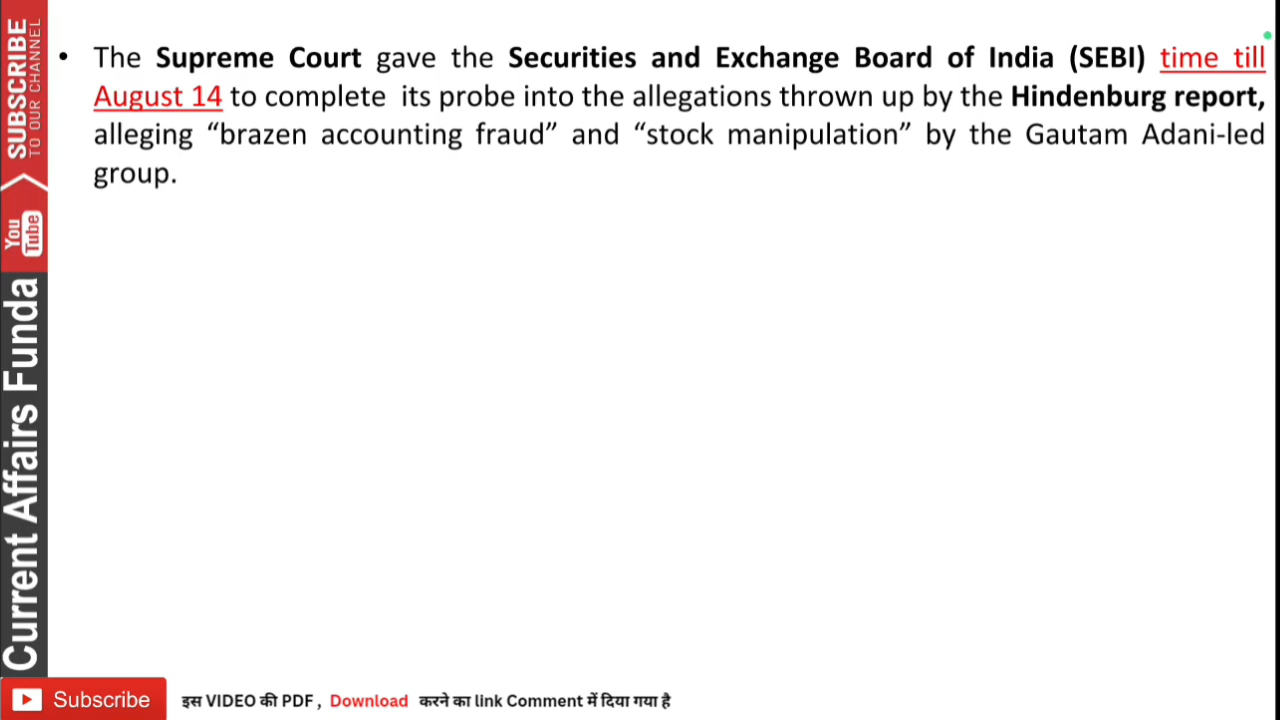 • The Supreme Court gave the Securities and Exchange Board of India (SEBI) time till
August 14 to complete its probe into the allegations thrown up by the Hindenburg report,
alleging “brazen accounting fraud” and “stock manipulation” by the Gautam Adani-led
group.
SUBSCRIBE
TO OUR CHANNEL
You
Tube
Current Affairs Funda
Subscribe
इस VIDEO की PDF , Download करने का link Comment में दिया गया है